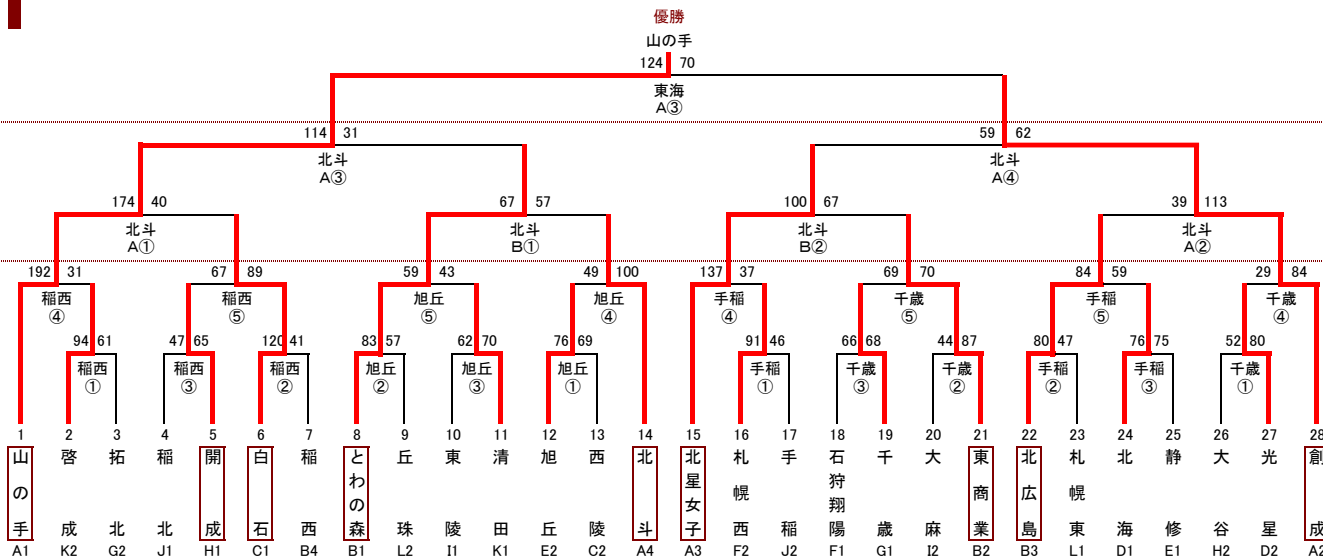 優勝
山の手
124 70
東海
A③
114 31
北斗
A③
59 62
北斗
A④
174 40
北斗
A①
67 57
北斗
B①
100 67
北斗
B②
39 113
北斗
A②
192 31
稲西
④
67 89
稲西
⑤
59 43
旭丘
⑤
49 100
旭丘
④
137 37
手稲
④
69 70
千歳
⑤
84 59
手稲
⑤
29 84
千歳
④
94 61
稲西
①
47 65
稲西
③
120 41
稲西
②
83 57
旭丘
②
62 70
旭丘
③
76 69
旭丘
①
91 46
手稲
①
66 68
千歳
③
44 87
千歳
②
80 47
手稲
②
76 75
手稲
③
52 80
千歳
①
1 山の手 A1
2 啓成 K2
3 拓北 G2
4 稲北 J1
5 開成 H1
6 白石 C1
7 稲西 B4
8 とわの森 B1
9 丘珠 L2
10 東陵 I1
11 清田 K1
12 旭丘 E2
13 西陵 C2
14 北斗 A4
15 北星女子 A3
16 札幌西 F2
17 手稲 J2
18 石狩翔陽 F1
19 千歳 G1
20 大麻 I2
21 東商業 B2
22 北広島 B3
23 札幌東 L1
24 北海 D1
25 静修 E1
26 大谷 H2
27 光星 D2
28 創成 A2